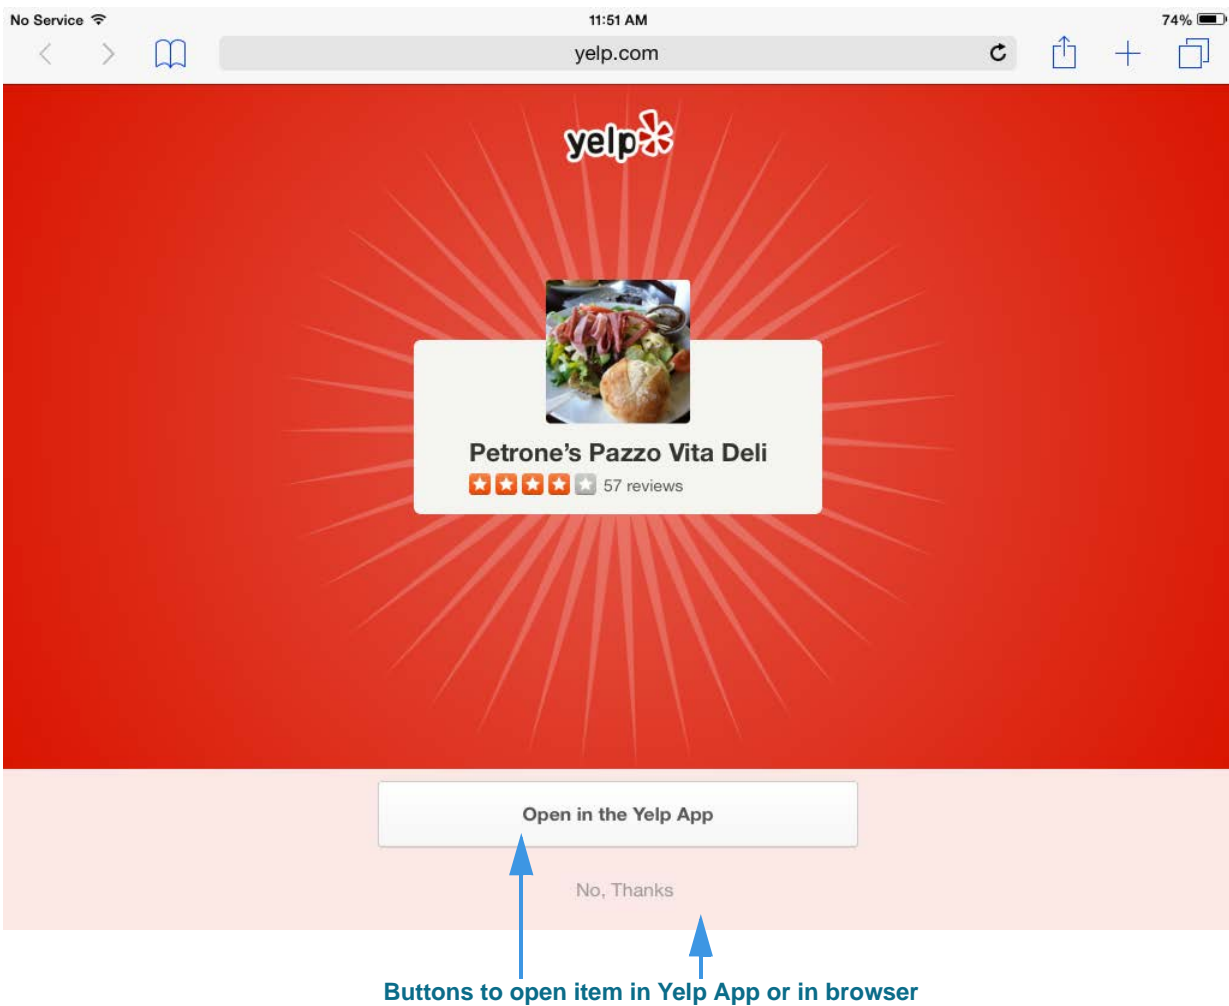 No Service 11:51 AM 74%
yelp.com
yelp
Petrone's Pazzo Vita Deli
57 reviews
Open in the Yelp App
No, Thanks
Buttons to open item in Yelp App or in browser